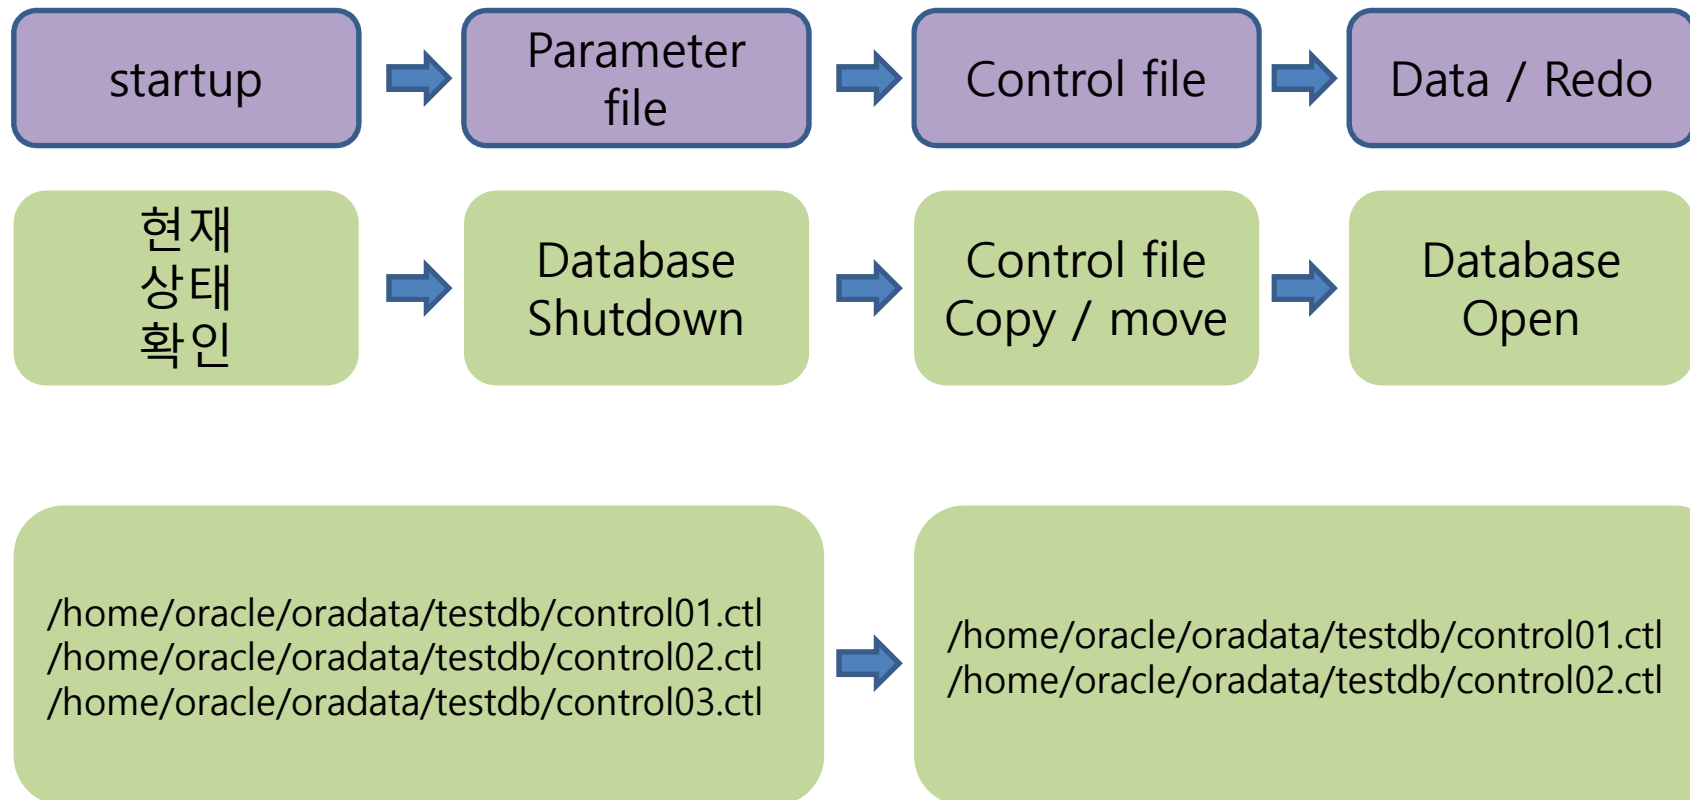 startup
Parameter
file
Control file
Data / Redo
현재
상태
확인
Database
Shutdown
Control file
Copy / move
Database
Open
/home/oracle/oradata/testdb/control01.ctl
/home/oracle/oradata/testdb/control02.ctl
/home/oracle/oradata/testdb/control03.ctl
/home/oracle/oradata/testdb/control01.ctl
/home/oracle/oradata/testdb/control02.ctl